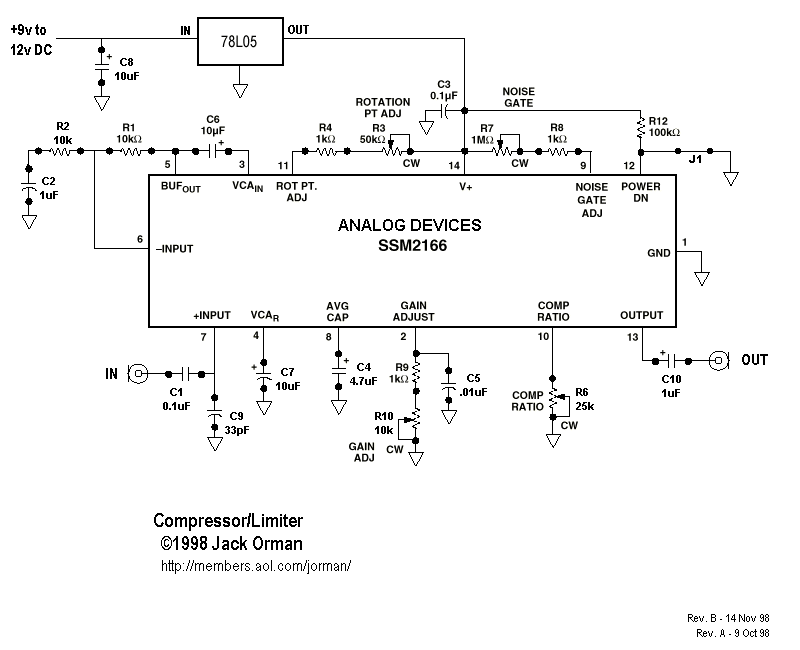 +9v to
12v DC
IN
78L05
OUT
C8
10uF
+
C3
0.1µF
NOISE
GATE
ROTATION
PT ADJ
R2
10k
R1
10kΩ
C6
10µF
+
R4
1kΩ
R3
50kΩ
CW
R7
1MΩ
CW
R8
1kΩ
R12
100kΩ
J1
C2
1uF
5
3
11
14
9
12
BUFOUT
VCAIN
ROT PT.
ADJ
V+
NOISE
GATE
ADJ
POWER
DN
ANALOG DEVICES
SSM2166
6
–INPUT
GND
1
+INPUT
VCAR
AVG
CAP
GAIN
ADJUST
COMP
RATIO
OUTPUT
7
4
8
2
10
13
IN
C1
0.1uF
C9
33pF
+
C7
10uF
+
C4
4.7uF
R9
1kΩ
C5
.01uF
R10
10k
GAIN
ADJ
CW
COMP
RATIO
R6
25k
CW
+
C10
1uF
OUT
Compressor/Limiter
©1998 Jack Orman
http://members.aol.com/jorman/
Rev. B - 14 Nov 98
Rev. A - 9 Oct 98